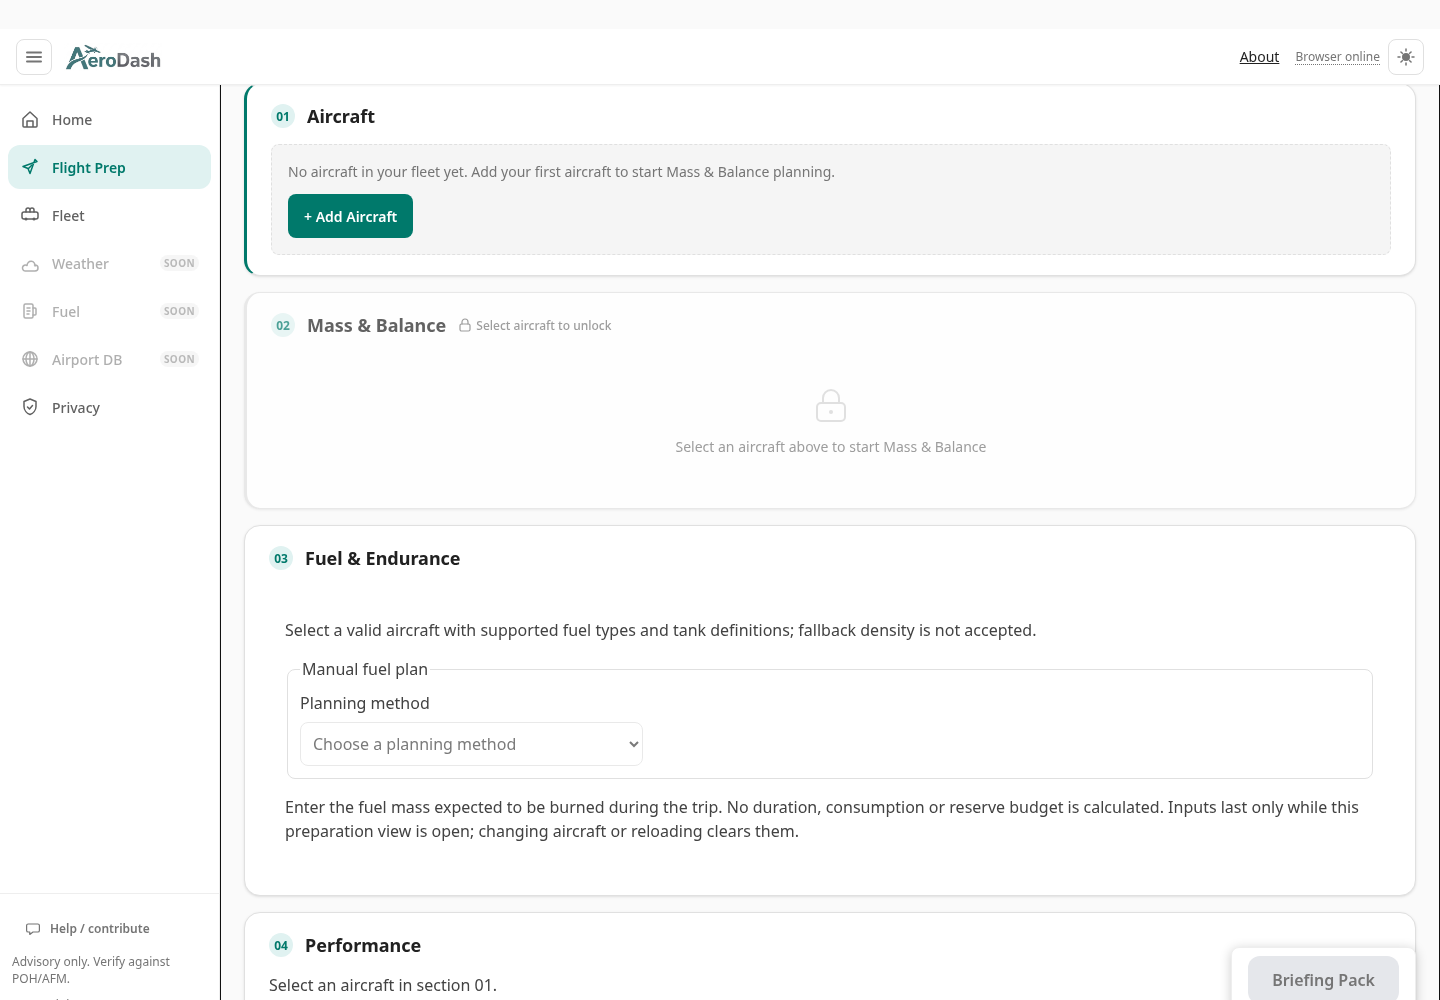 AeroDash
About
Browser online
Home
Flight Prep
Fleet
Weather SOON
Fuel SOON
Airport DB SOON
Privacy
Help / contribute
Advisory only. Verify against
POH/AFM.
01 Aircraft
No aircraft in your fleet yet. Add your first aircraft to start Mass & Balance planning.
+ Add Aircraft
02 Mass & Balance Select aircraft to unlock
Select an aircraft above to start Mass & Balance
03 Fuel & Endurance
Select a valid aircraft with supported fuel types and tank definitions; fallback density is not accepted.
Manual fuel plan
Planning method
Choose a planning method
Enter the fuel mass expected to be burned during the trip. No duration, consumption or reserve budget is calculated. Inputs last only while this
preparation view is open; changing aircraft or reloading clears them.
04 Performance
Select an aircraft in section 01.
Briefing Pack